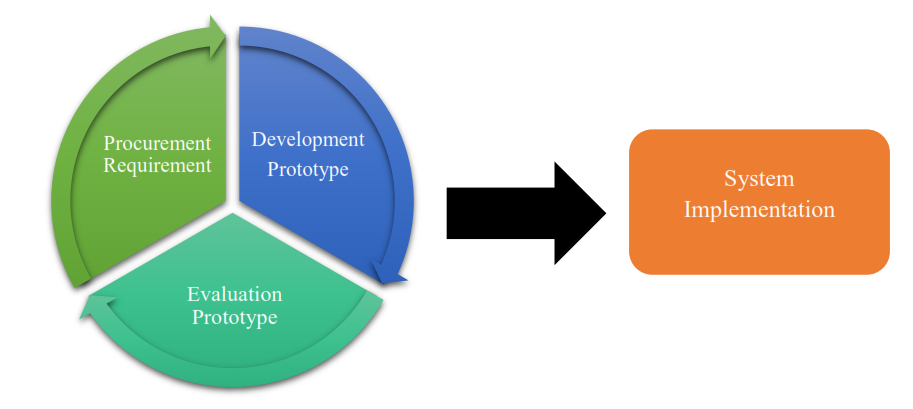 Procurement
Requirement
Development
Prototype
Evaluation
Prototype
System
Implementation